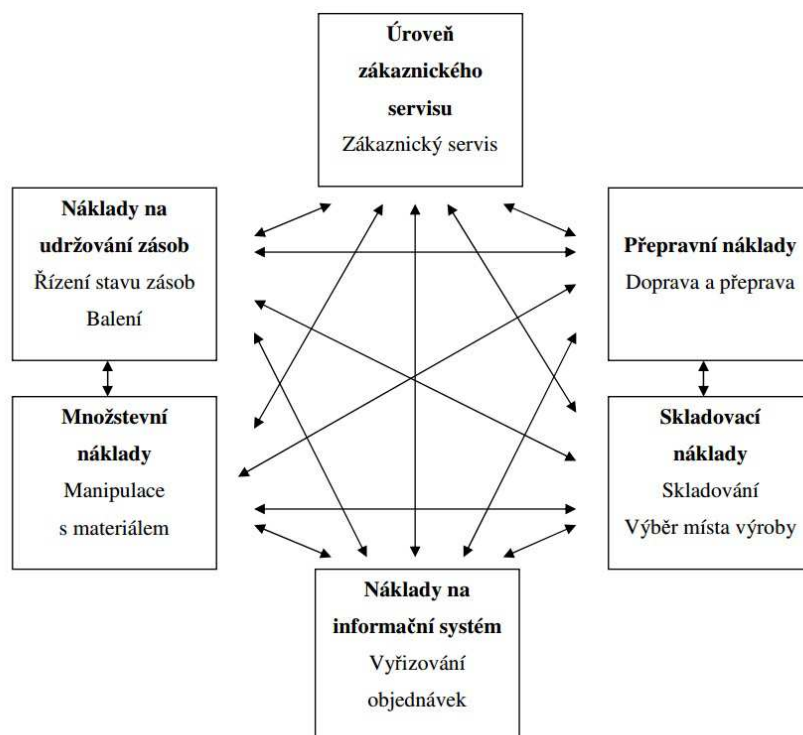 Úroveň
zákaznického
servisu
Zákaznický servis
Náklady na
udržování zásob
Řízení stavu zásob
Balení
Přepravní náklady
Doprava a přeprava
Množstevní
náklady
Manipulace
s materiálem
Skladovací
náklady
Skladování
Výběr místa výroby
Náklady na
informační systém
Vyřizování
objednávek